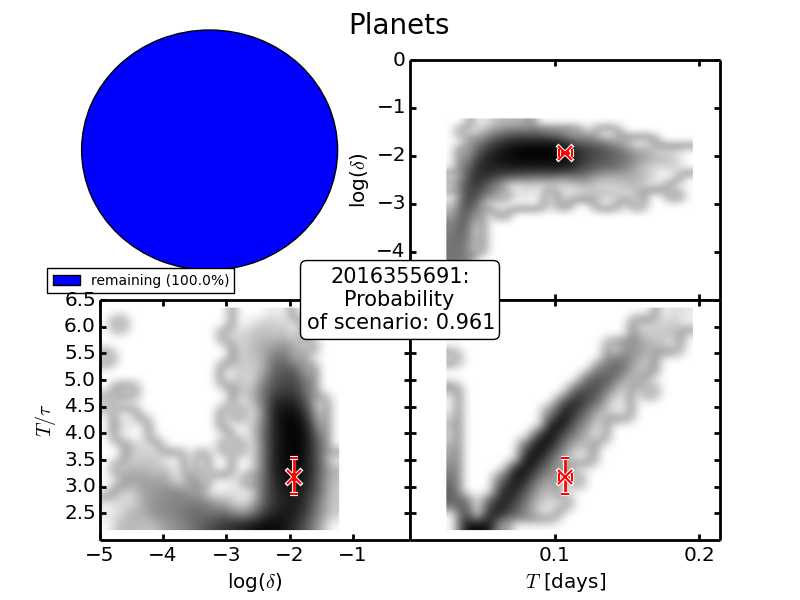 Planets
remaining (100.0%)
0
−1
−2
−3
−4
log(δ)
2016355691:
Probability
of scenario: 0.961
6.5
6.0
5.5
5.0
4.5
4.0
3.5
3.0
2.5
T/τ
−5 −4 −3 −2 −1
log(δ)
0.1 0.2
T [days]